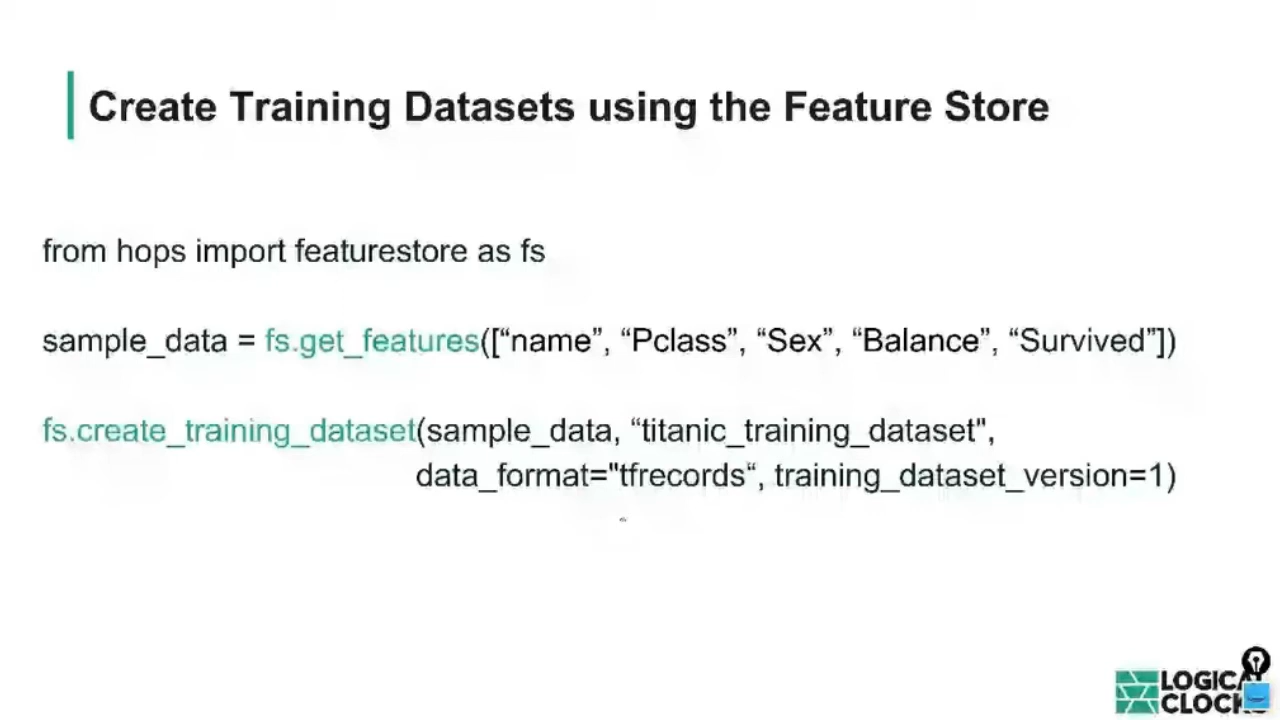 Create Training Datasets using the Feature Store
from hops import featurestore as fs
sample_data = fs.get_features([“name”, “Pclass”, “Sex”, “Balance”, “Survived”])
fs.create_training_dataset(sample_data, “titanic_training_dataset",
data_format="tfrecords“, training_dataset_version=1)
LOGICAL
CLOCKS